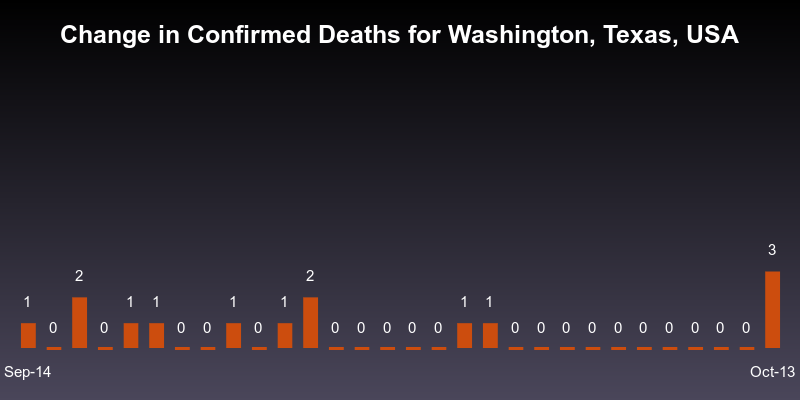 Change in Confirmed Deaths for Washington, Texas, USA
3
2 2
1 1 1 1 1 1 1
0 0 0 0 0 0 0 0 0 0 0 0 0 0 0 0 0 0 0 0
Sep-14 Oct-13